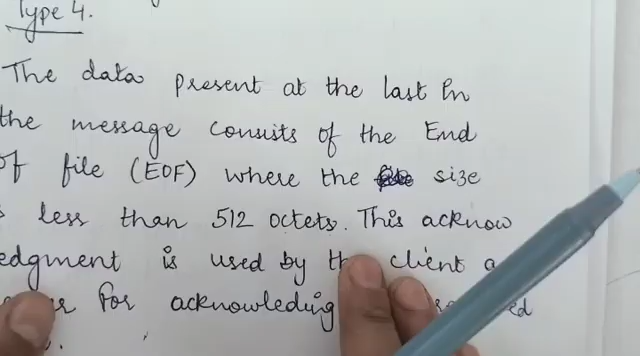 Type 4.
The data present at the last in
the message consists of the End
of file (EOF) where the size
less than 512 octets. This acknow
edgment is used by the client a
for acknowleding